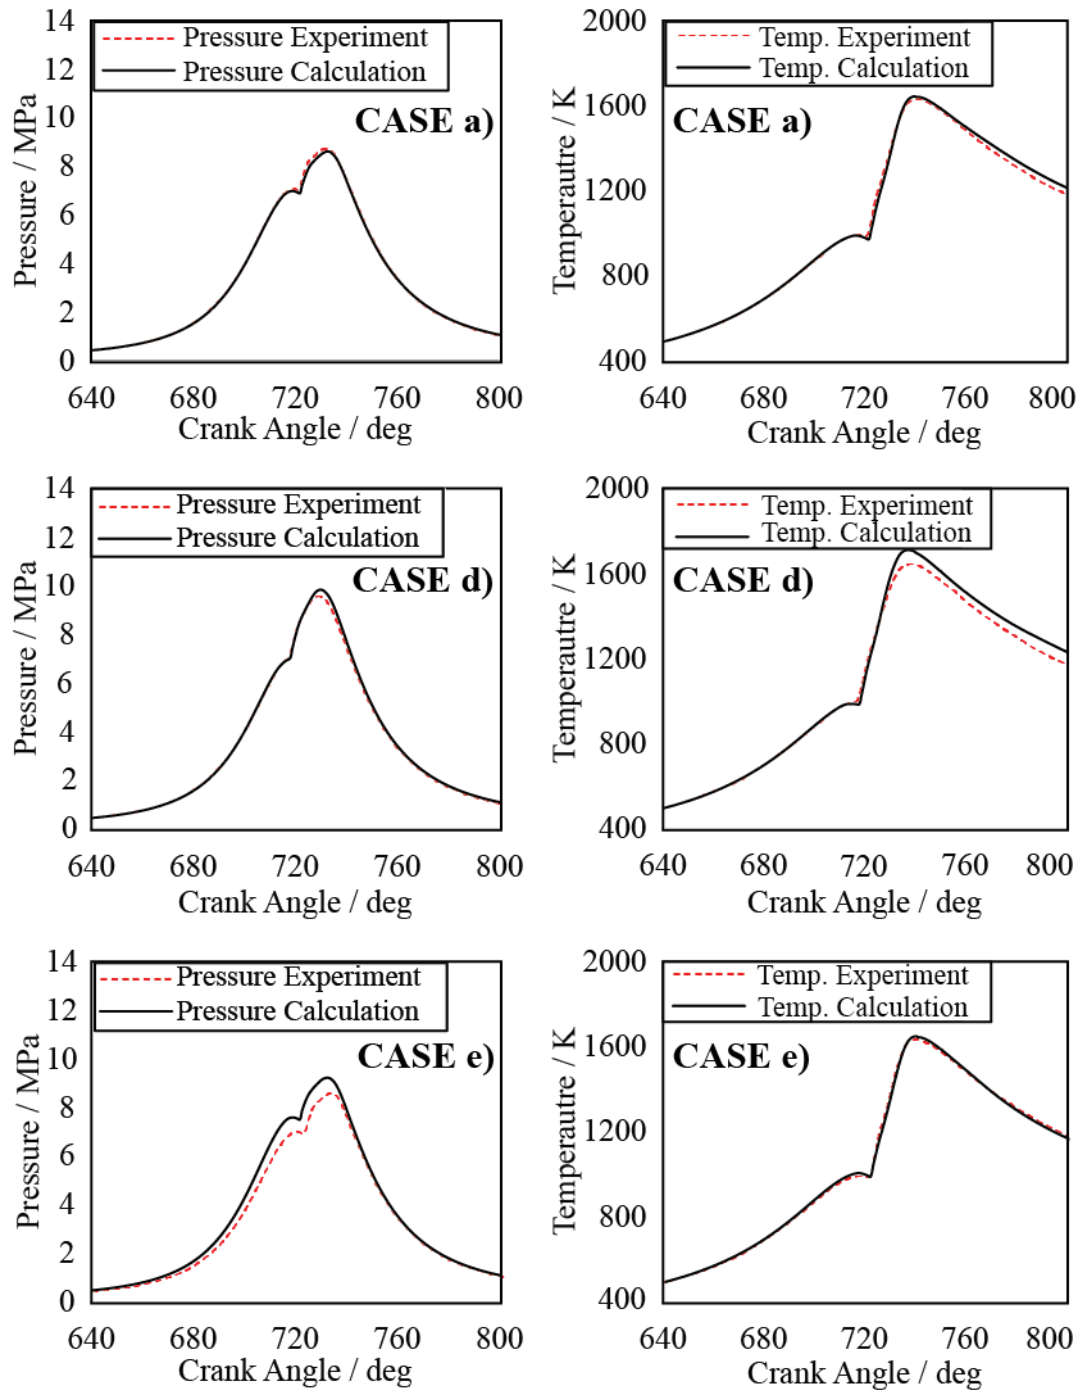 14
12
10
8
6
4
2
0
Pressure / MPa
Pressure Experiment
Pressure Calculation
CASE a)
640 680 720 760 800
Crank Angle / deg
2000
1600
1200
800
400
Temperautre / K
Temp. Experiment
Temp. Calculation
CASE a)
640 680 720 760 800
Crank Angle / deg
14
12
10
8
6
4
2
0
Pressure / MPa
Pressure Experiment
Pressure Calculation
CASE d)
640 680 720 760 800
Crank Angle / deg
2000
1600
1200
800
400
Temperautre / K
Temp. Experiment
Temp. Calculation
CASE d)
640 680 720 760 800
Crank Angle / deg
14
12
10
8
6
4
2
0
Pressure / MPa
Pressure Experiment
Pressure Calculation
CASE e)
640 680 720 760 800
Crank Angle / deg
2000
1600
1200
800
400
Temperautre / K
Temp. Experiment
Temp. Calculation
CASE e)
640 680 720 760 800
Crank Angle / deg